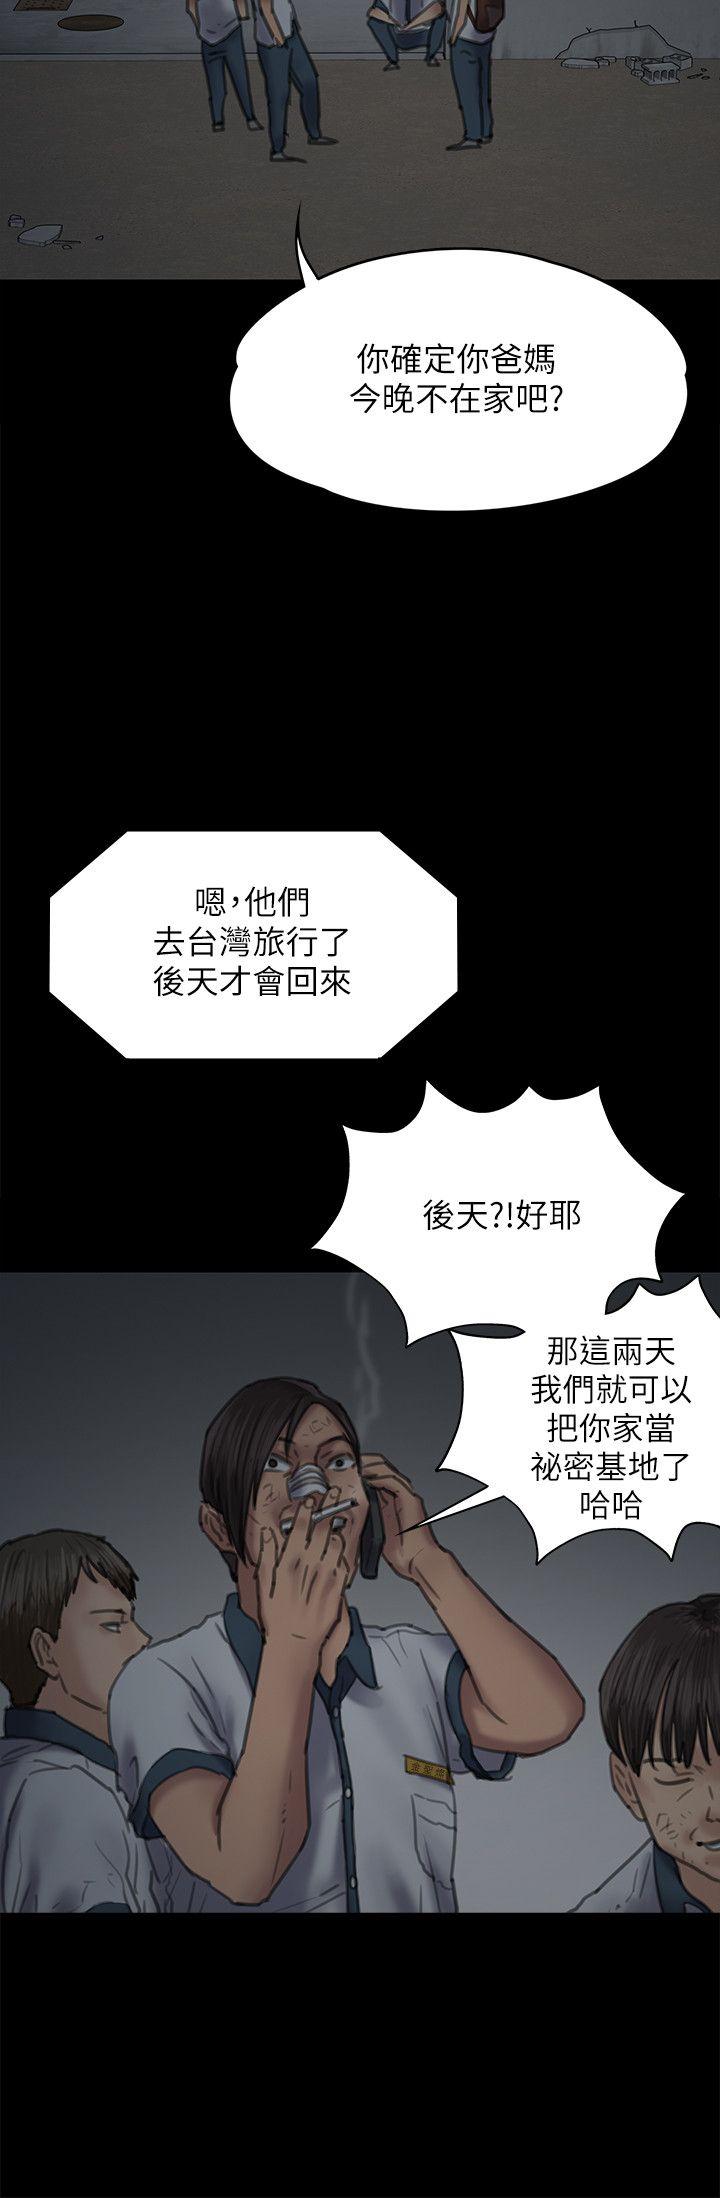 你確定你爸媽
今晚不在家吧?
嗯,他們
去台灣旅行了
後天才會回來
後天?!好耶
那這兩天
我們就可以
把你家當
祕密基地了
哈哈